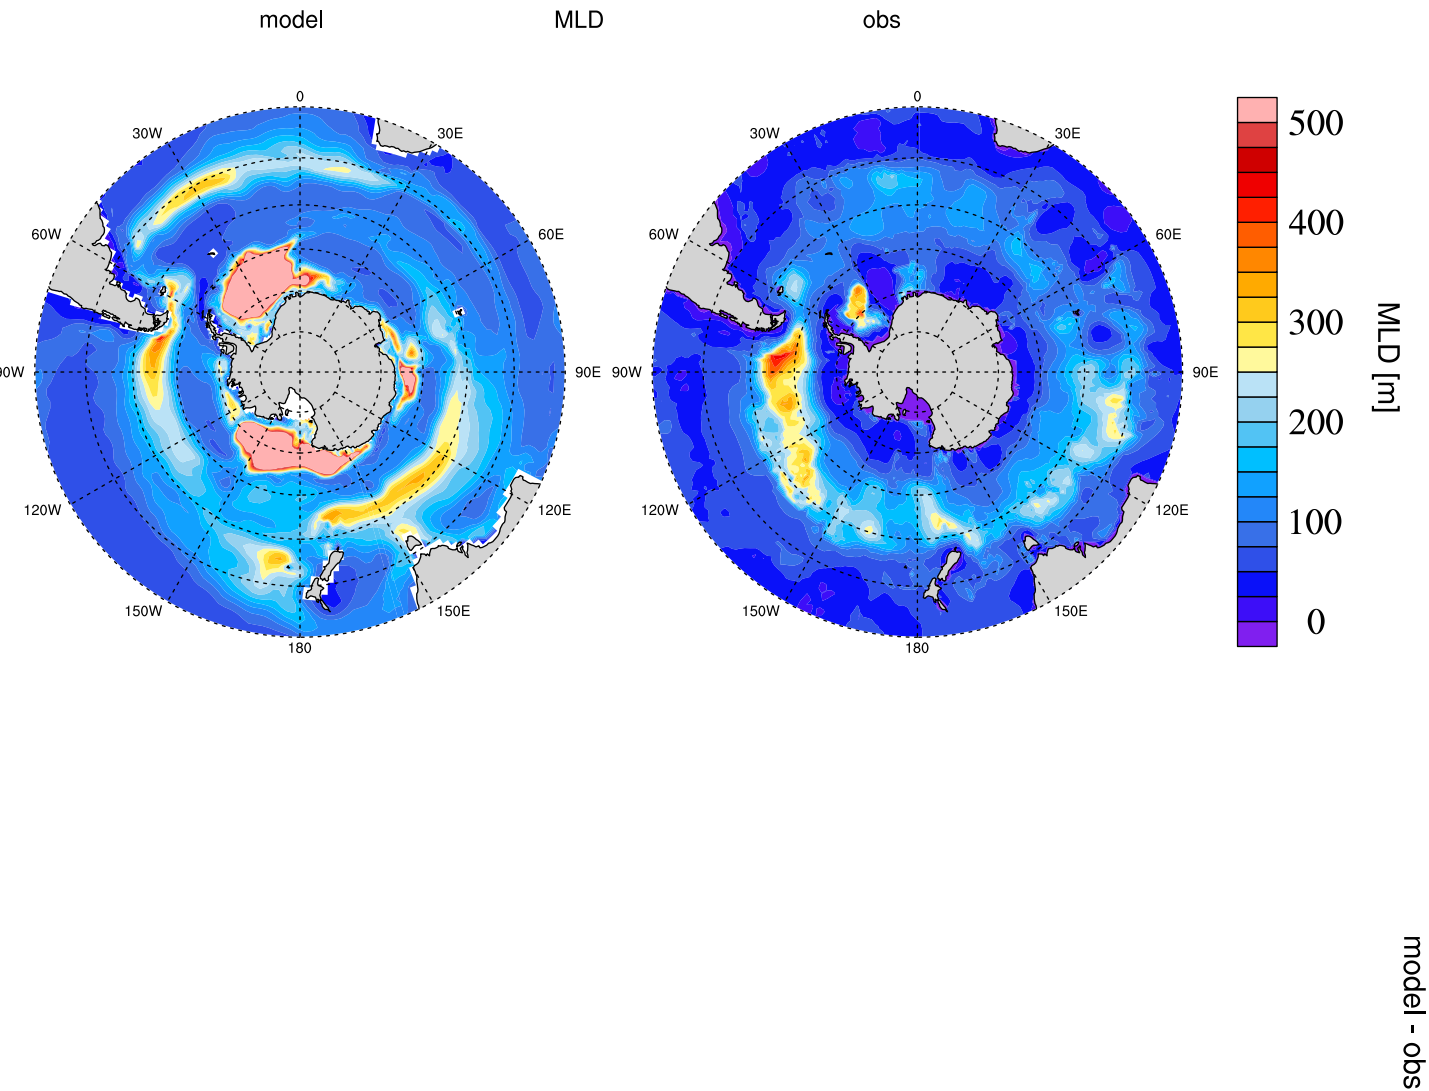 model MLD obs
0 0
30W 30E 30W 30E
500
60W 60E 60W 60E
400
MLD [m]
300
90W 90E 90W 90E
200
120W 120E 120W 120E
100
150W 150E 150W 150E
0
180 180
model - obs